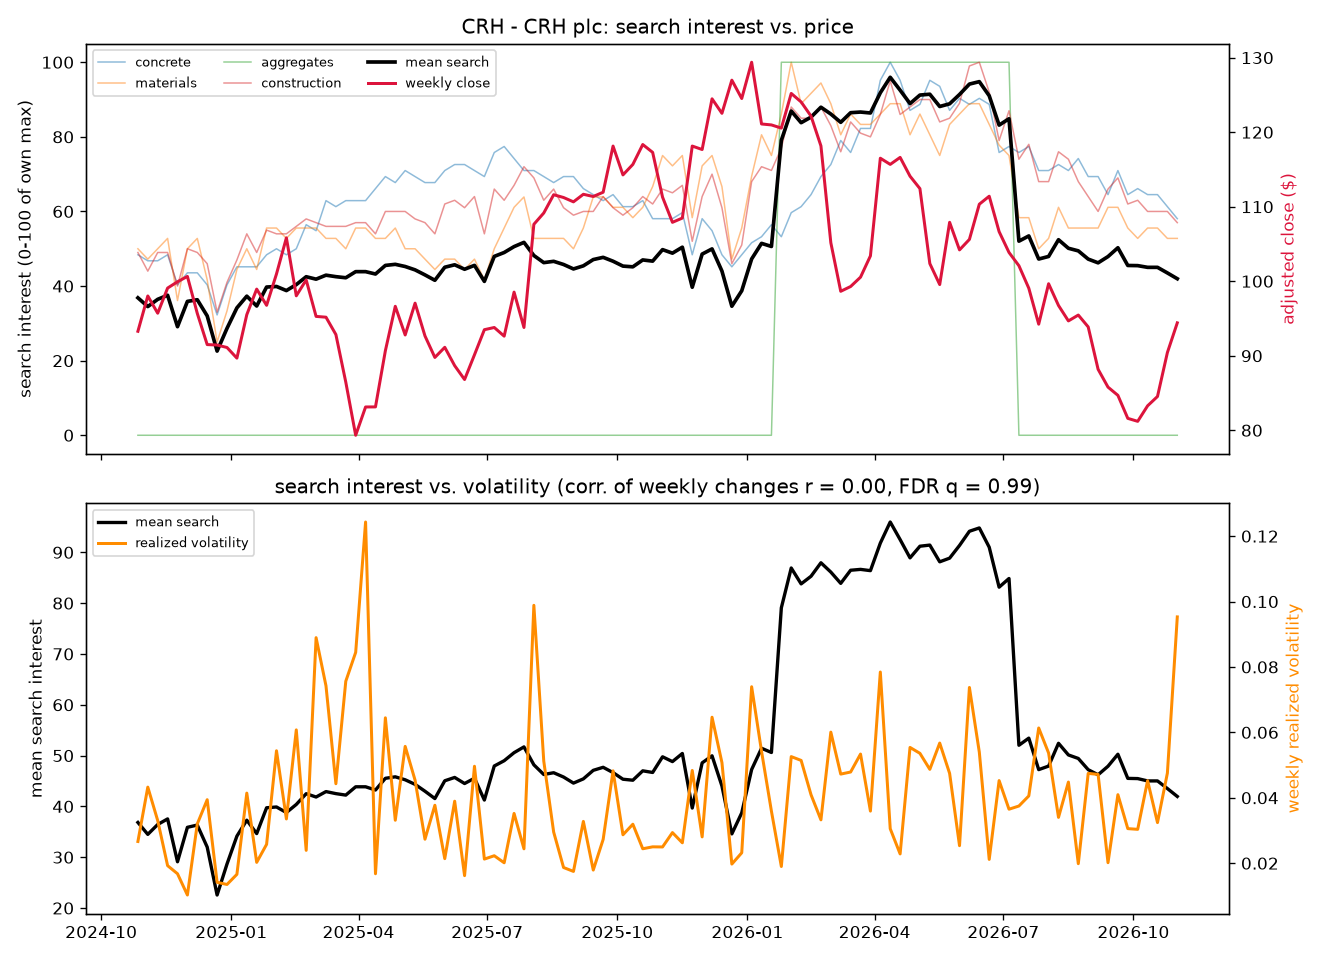 CRH - CRH plc: search interest vs. price
concrete
materials
aggregates
construction
mean search
weekly close
100
80
60
40
20
0
search interest (0-100 of own max)
130
120
110
100
90
80
adjusted close ($)
search interest vs. volatility (corr. of weekly changes r = 0.00, FDR q = 0.99)
mean search
realized volatility
90
80
70
60
50
40
30
20
mean search interest
0.12
0.10
0.08
0.06
0.04
0.02
weekly realized volatility
2024-10
2025-01
2025-04
2025-07
2025-10
2026-01
2026-04
2026-07
2026-10